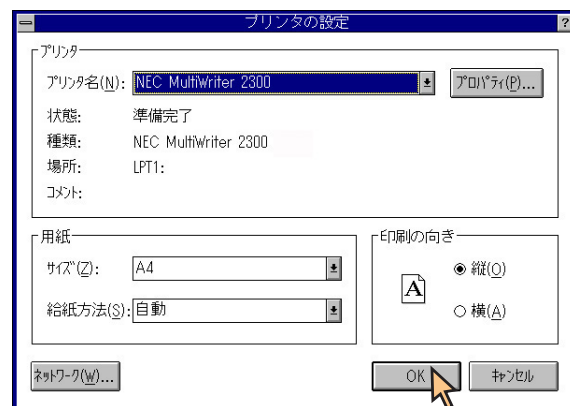 プリンタの設定
?
プリンタ
プリンタ名(N): NEC MultiWriter 2300 プロパティ(P)...
状態: 準備完了
種類: NEC MultiWriter 2300
場所: LPT1:
コメント:
用紙
サイズ(Z): A4
給紙方法(S): 自動
印刷の向き
A
縦(O)
横(A)
ネットワーク(W)...
OK キャンセル